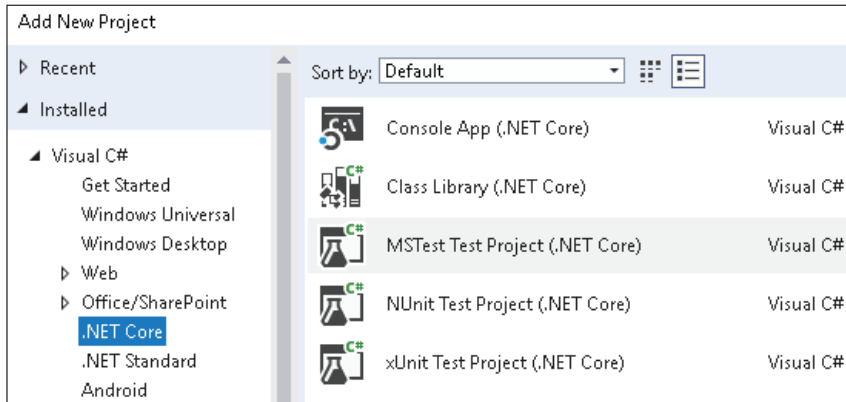 Add New Project
Recent
Installed
Visual C#
Get Started
Windows Universal
Windows Desktop
Web
Office/SharePoint
.NET Core
.NET Standard
Android
Sort by: Default
C:\
Console App (.NET Core) Visual C#
C#
Class Library (.NET Core) Visual C#
C#
MSTest Test Project (.NET Core) Visual C#
C#
NUnit Test Project (.NET Core) Visual C#
C#
xUnit Test Project (.NET Core) Visual C#